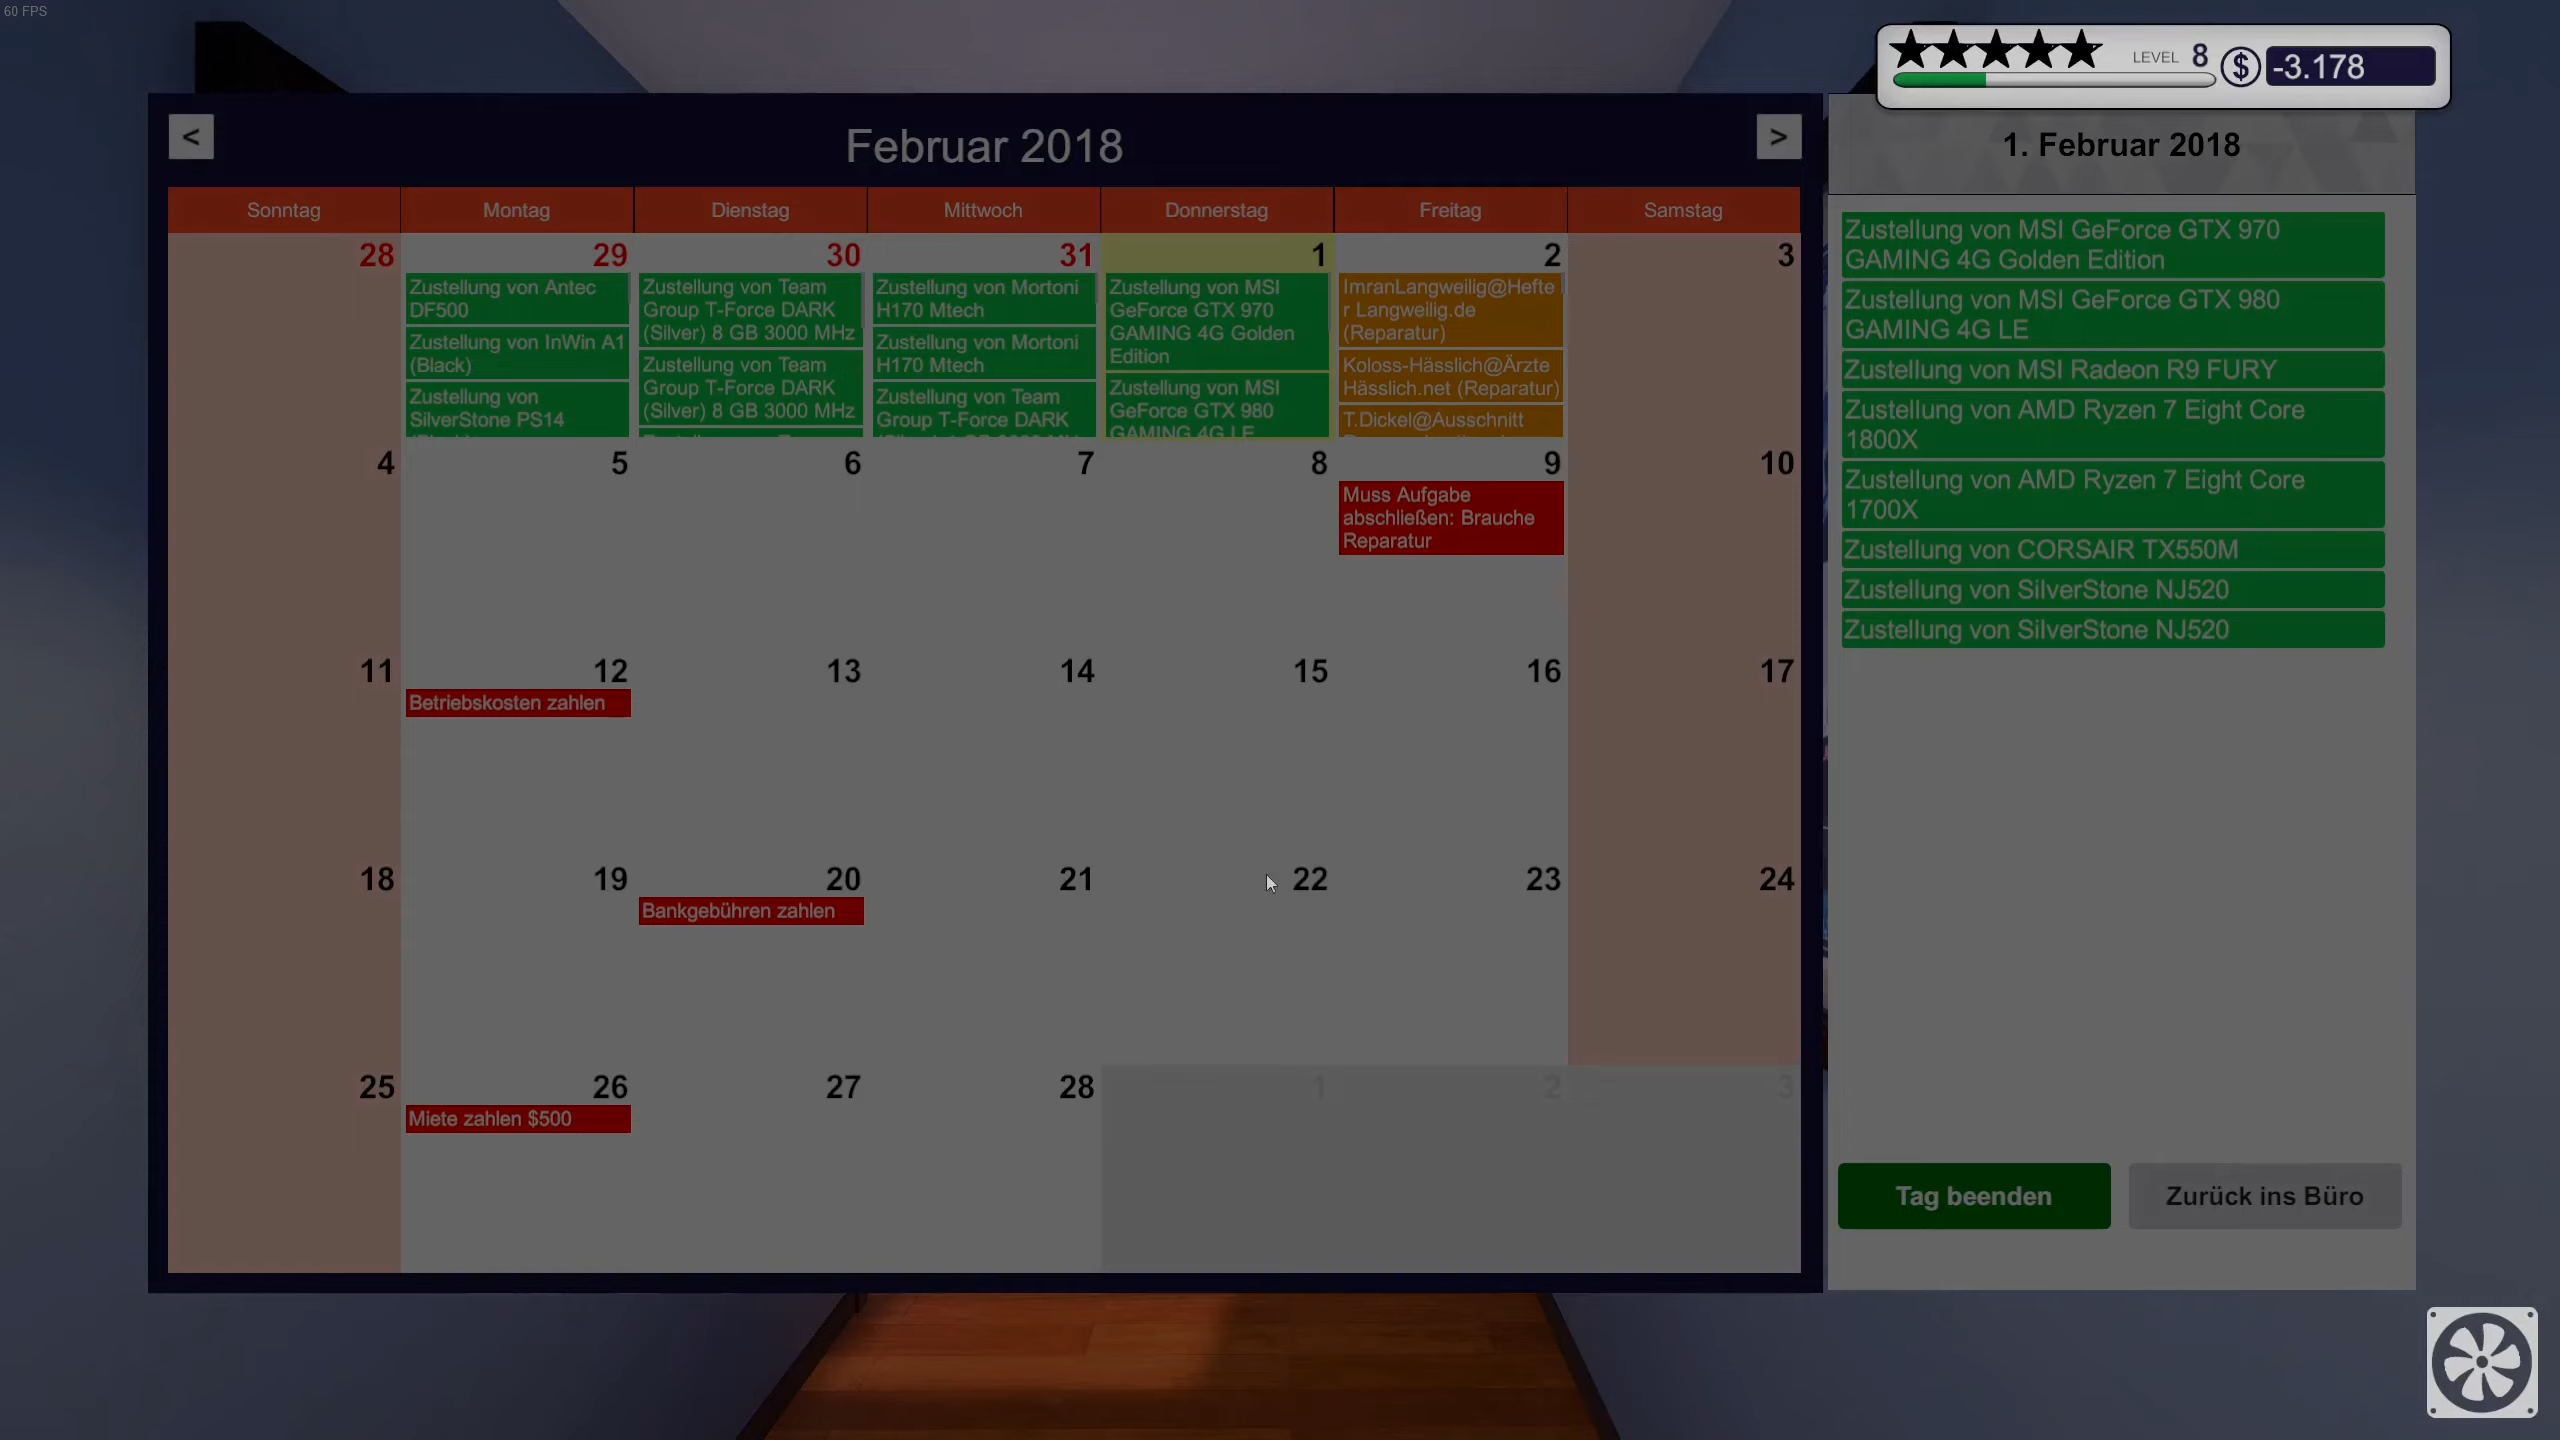 60 FPS
LEVEL 8 $ -3.178
< Februar 2018 >
1. Februar 2018
Sonntag Montag Dienstag Mittwoch Donnerstag Freitag Samstag
28
29
Zustellung von Antec
DF500
Zustellung von InWin A1
(Black)
Zustellung von
SilverStone PS14
30
Zustellung von Team
Group T-Force DARK
(Silver) 8 GB 3000 MHz
Zustellung von Team
Group T-Force DARK
(Silver) 8 GB 3000 MHz
31
Zustellung von Mortoni
H170 Mtech
Zustellung von Mortoni
H170 Mtech
Zustellung von Team
Group T-Force DARK
1
Zustellung von MSI
GeForce GTX 970
GAMING 4G Golden
Edition
Zustellung von MSI
GeForce GTX 980
GAMING 4G LE
2
ImranLangweilig@Hefte
r Langweilig.de
(Reparatur)
Koloss-Hässlich@Ärzte
Hässlich.net (Reparatur)
T.Dickel@Ausschnitt
3
4
5
6
7
8
9
Muss Aufgabe
abschließen: Brauche
Reparatur
10
11
12
Betriebskosten zahlen
13
14
15
16
17
18
19
20
Bankgebühren zahlen
21
22
23
24
25
26
Miete zahlen $500
27
28
1
2
3
Zustellung von MSI GeForce GTX 970
GAMING 4G Golden Edition
Zustellung von MSI GeForce GTX 980
GAMING 4G LE
Zustellung von MSI Radeon R9 FURY
Zustellung von AMD Ryzen 7 Eight Core
1800X
Zustellung von AMD Ryzen 7 Eight Core
1700X
Zustellung von CORSAIR TX550M
Zustellung von SilverStone NJ520
Zustellung von SilverStone NJ520
Tag beenden
Zurück ins Büro